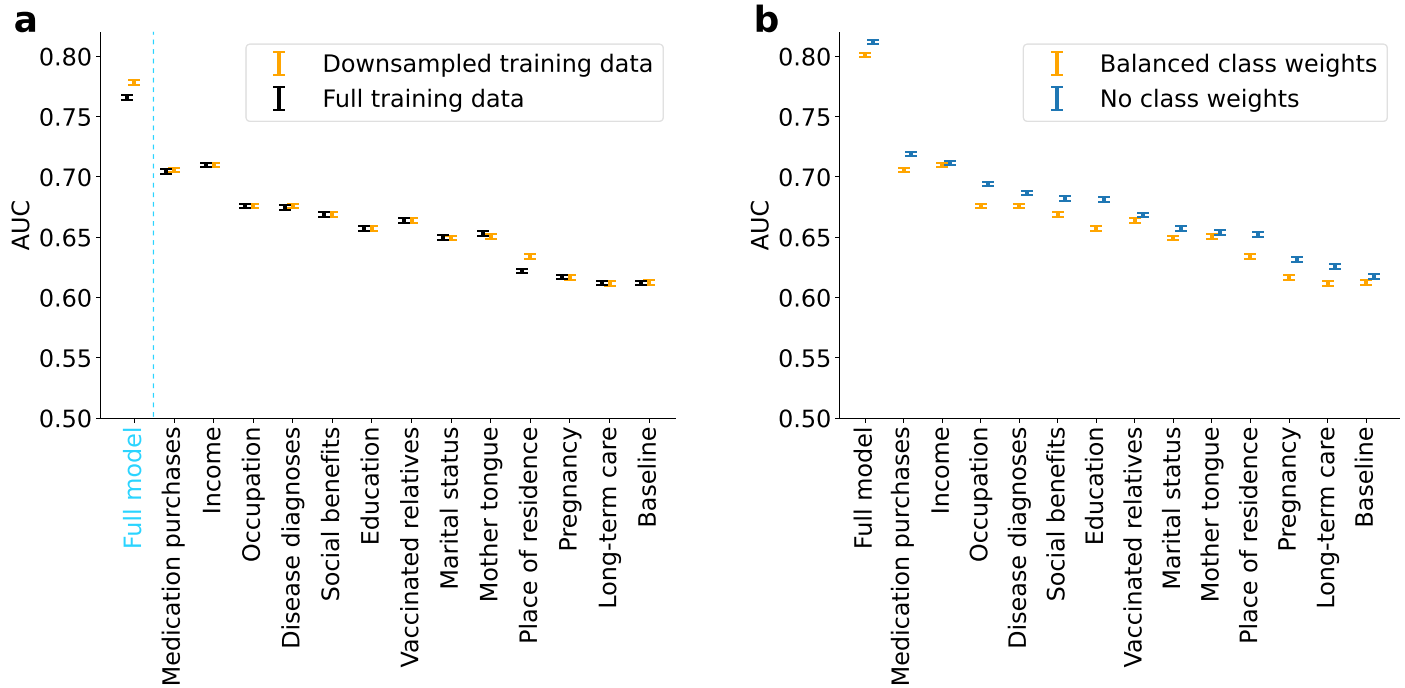 a
0.80
0.75
0.70
0.65
0.60
0.55
0.50
AUC
Downsampled training data
Full training data
Full model
Medication purchases
Income
Occupation
Disease diagnoses
Social benefits
Education
Vaccinated relatives
Marital status
Mother tongue
Place of residence
Pregnancy
Long-term care
Baseline
b
0.80
0.75
0.70
0.65
0.60
0.55
0.50
AUC
Balanced class weights
No class weights
Full model
Medication purchases
Income
Occupation
Disease diagnoses
Social benefits
Education
Vaccinated relatives
Marital status
Mother tongue
Place of residence
Pregnancy
Long-term care
Baseline